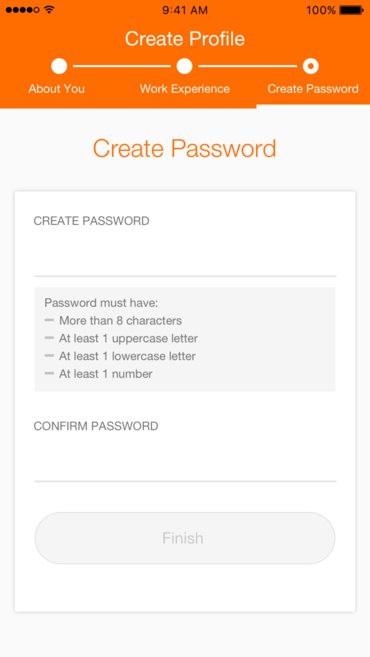 9:41 AM
100%
Create Profile
About You
Work Experience
Create Password
Create Password
CREATE PASSWORD
Password must have:
More than 8 characters
At least 1 uppercase letter
At least 1 lowercase letter
At least 1 number
CONFIRM PASSWORD
Finish